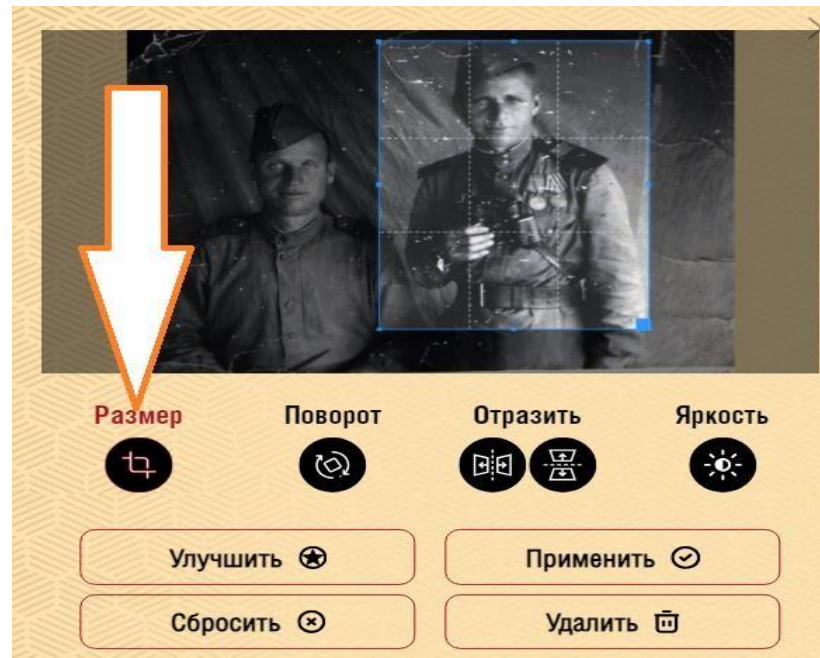 Размер Поворот Отразить Яркость
Улучшить Применить
Сбросить Удалить